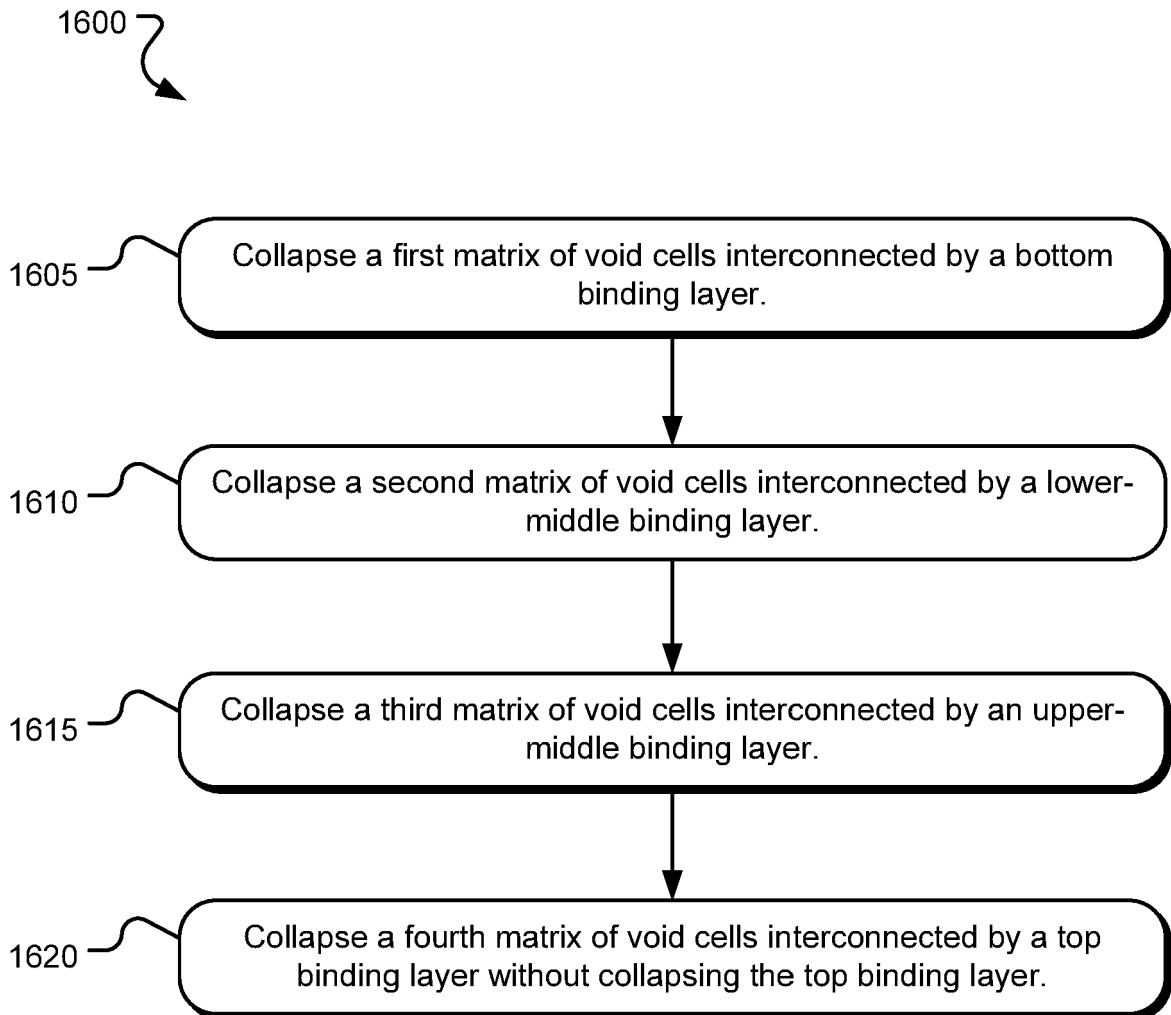 1600
1605
Collapse a first matrix of void cells interconnected by a bottom
binding layer.
1610
Collapse a second matrix of void cells interconnected by a lower-
middle binding layer.
1615
Collapse a third matrix of void cells interconnected by an upper-
middle binding layer.
1620
Collapse a fourth matrix of void cells interconnected by a top
binding layer without collapsing the top binding layer.